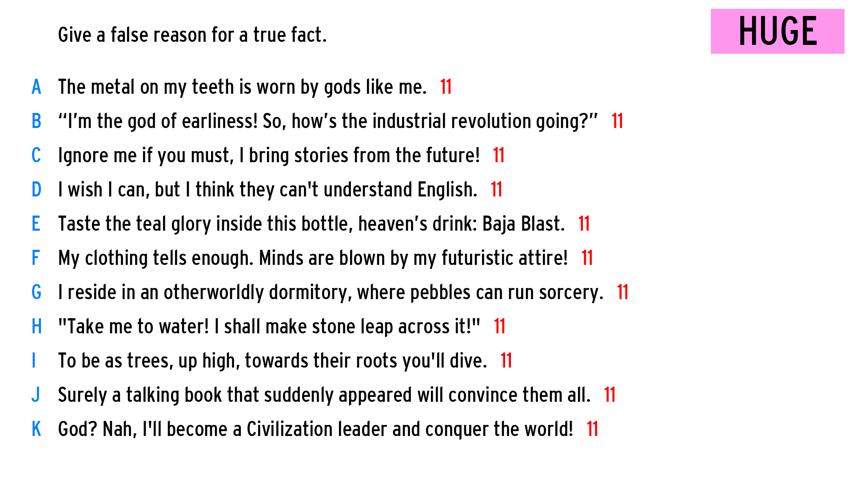 Give a false reason for a true fact.
HUGE
A The metal on my teeth is worn by gods like me. 11
B “I’m the god of earliness! So, how’s the industrial revolution going?” 11
C Ignore me if you must, I bring stories from the future! 11
D I wish I can, but I think they can't understand English. 11
E Taste the teal glory inside this bottle, heaven’s drink: Baja Blast. 11
F My clothing tells enough. Minds are blown by my futuristic attire! 11
G I reside in an otherworldly dormitory, where pebbles can run sorcery. 11
H "Take me to water! I shall make stone leap across it!" 11
I To be as trees, up high, towards their roots you'll dive. 11
J Surely a talking book that suddenly appeared will convince them all. 11
K God? Nah, I'll become a Civilization leader and conquer the world! 11